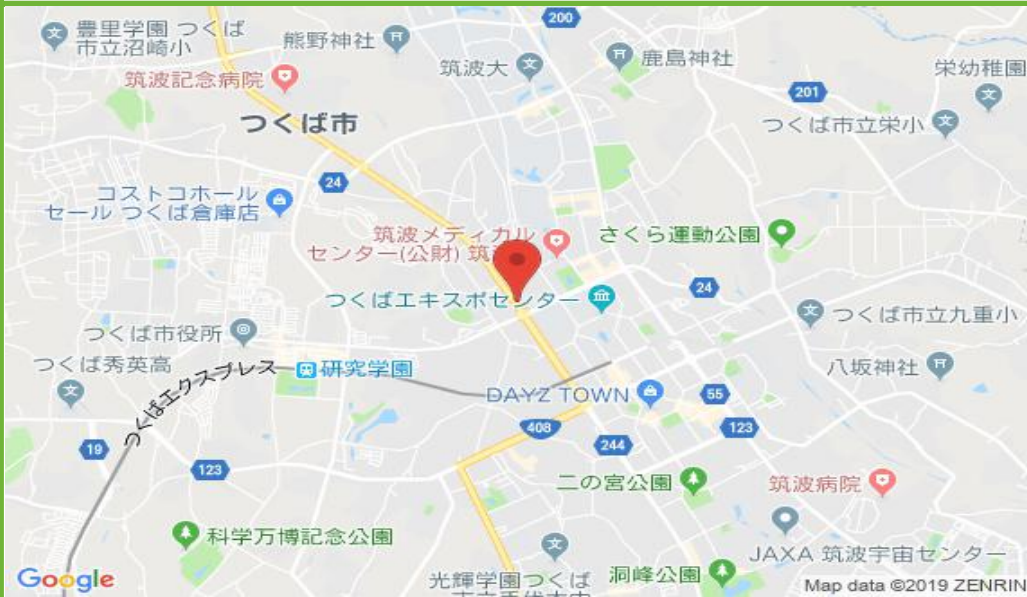 豊里学園 つくば
市立沼崎小
熊野神社
200
筑波大
鹿島神社
栄幼稚園
筑波記念病院
201
つくば市
つくば市立栄小
24
コストコホール
セール つくば倉庫店
筑波メディカル
センター(公財) 筑
さくら運動公園
24
つくばエキスポセンター
つくば市立九重小
つくば市役所
つくば秀英高
つくばエクスプレス
研究学園
八坂神社
DAYZ TOWN
55
408
123
244
19
123
二の宮公園
筑波病院
科学万博記念公園
JAXA 筑波宇宙センター
光輝学園つくば
洞峰公園
Google
Map data ©2019 ZENRIN